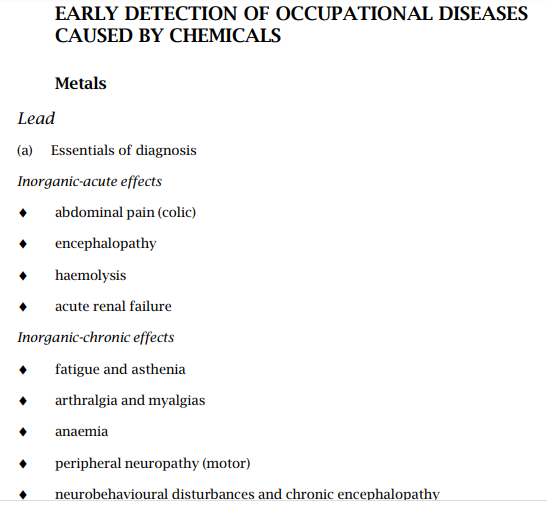 EARLY DETECTION OF OCCUPATIONAL DISEASES
CAUSED BY CHEMICALS
Metals
Lead
(a) Essentials of diagnosis
Inorganic-acute effects
♦ abdominal pain (colic)
♦ encephalopathy
♦ haemolysis
♦ acute renal failure
Inorganic-chronic effects
♦ fatigue and asthenia
♦ arthralgia and myalgias
♦ anaemia
♦ peripheral neuropathy (motor)
♦ neurobehavioural disturbances and chronic encephalopathy